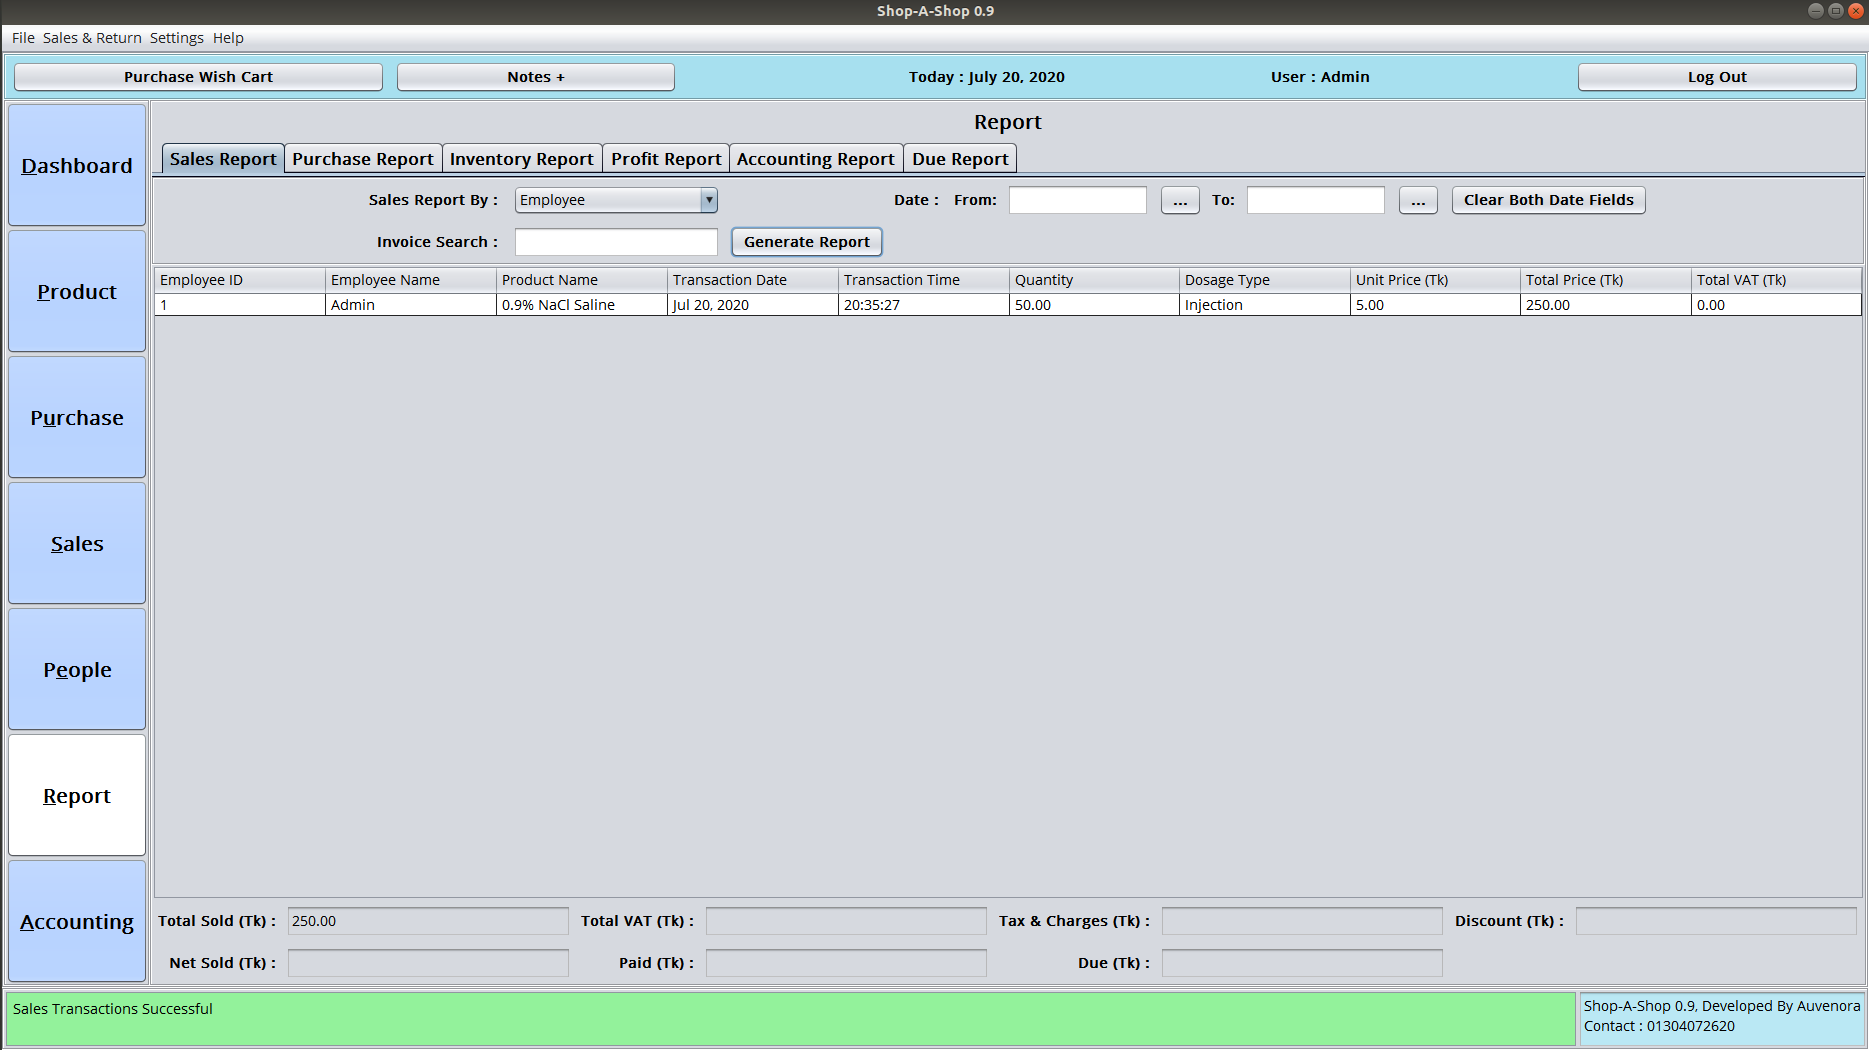 Shop-A-Shop 0.9
File Sales & Return Settings Help
Purchase Wish Cart Notes + Today : July 20, 2020 User : Admin Log Out
Report
Dashboard
Product
Purchase
Sales
People
Report
Accounting
Sales Report Purchase Report Inventory Report Profit Report Accounting Report Due Report
Sales Report By : Employee Date : From: ... To: ... Clear Both Date Fields
Invoice Search : Generate Report
Employee ID Employee Name Product Name Transaction Date Transaction Time Quantity Dosage Type Unit Price (Tk) Total Price (Tk) Total VAT (Tk)
1 Admin 0.9% NaCl Saline Jul 20, 2020 20:35:27 50.00 Injection 5.00 250.00 0.00
Total Sold (Tk) : 250.00 Total VAT (Tk) : Tax & Charges (Tk) : Discount (Tk) :
Net Sold (Tk) : Paid (Tk) : Due (Tk) :
Sales Transactions Successful
Shop-A-Shop 0.9, Developed By Auvenora
Contact : 01304072620